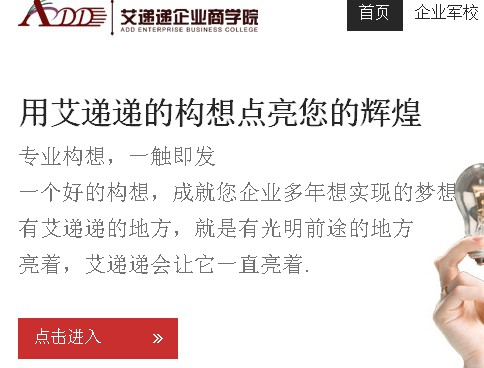 ADDE 艾递递企业商学院
ADD ENTERPRISE BUSINESS COLLEGE
首页 企业军校
用艾递递的构想点亮您的辉煌
专业构想，一触即发
一个好的构想，成就您企业多年想实现的梦想
有艾递递的地方，就是有光明前途的地方
亮着，艾递递会让它一直亮着.
点击进入 »